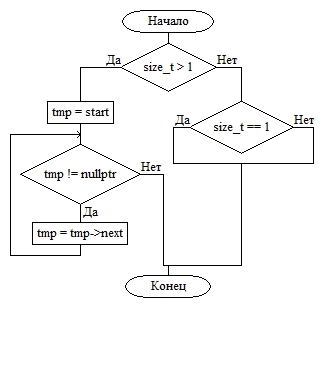 Начало
Да
size_t > 1
Нет
tmp = start
Да
size_t == 1
Нет
tmp != nullptr
Нет
Да
tmp = tmp->next
Конец